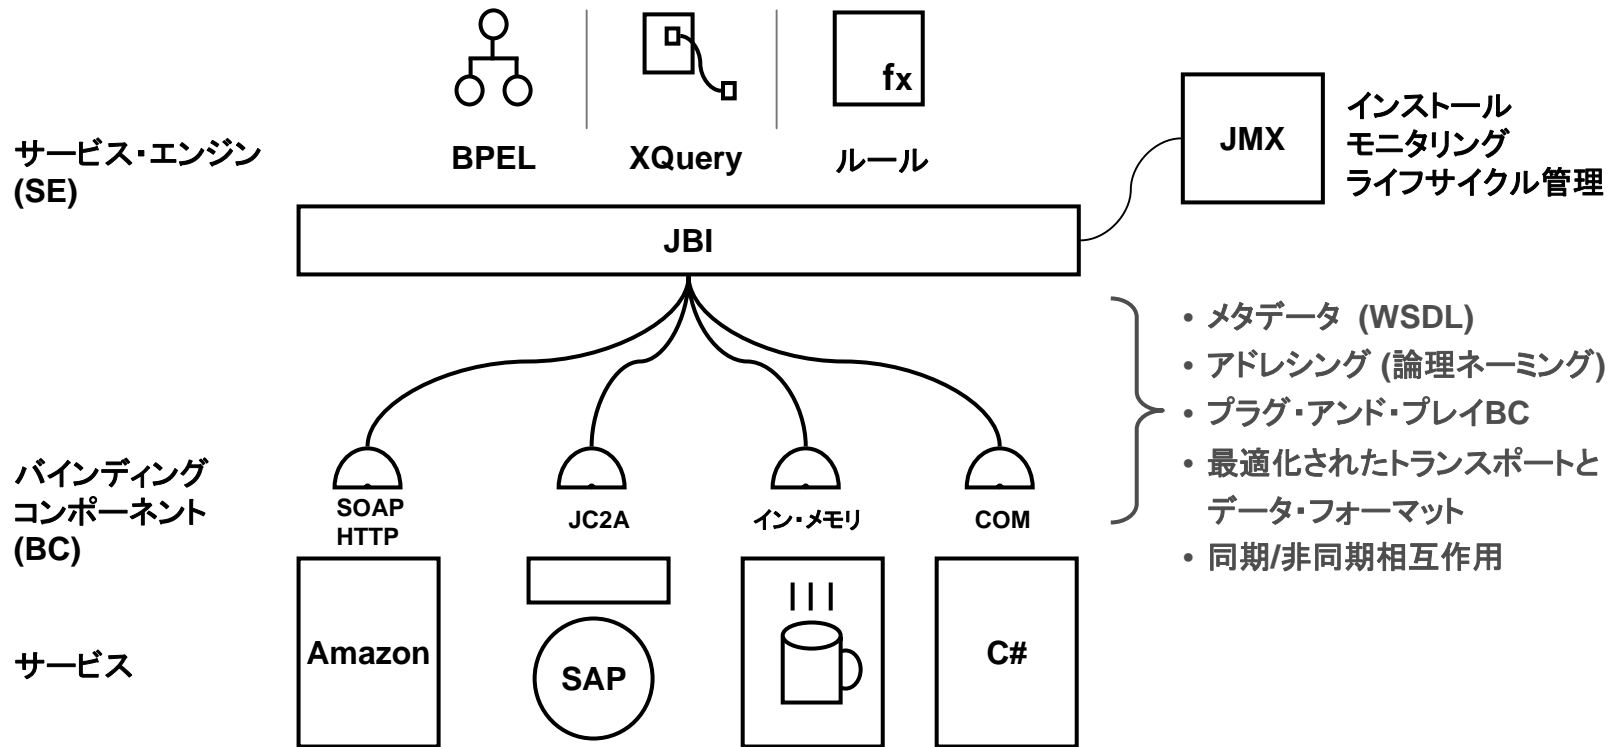 fx
サービス・エンジン
(SE)
BPEL
XQuery
ルール
JMX
インストール
モニタリング
ライフサイクル管理
JBI
• メタデータ (WSDL)
• アドレシング (論理ネーミング)
• プラグ・アンド・プレイBC
• 最適化されたトランスポートと
データ・フォーマット
• 同期/非同期相互作用
バインディング
コンポーネント
(BC)
SOAP
HTTP
JC2A
イン・メモリ
COM
サービス
Amazon
SAP
C#